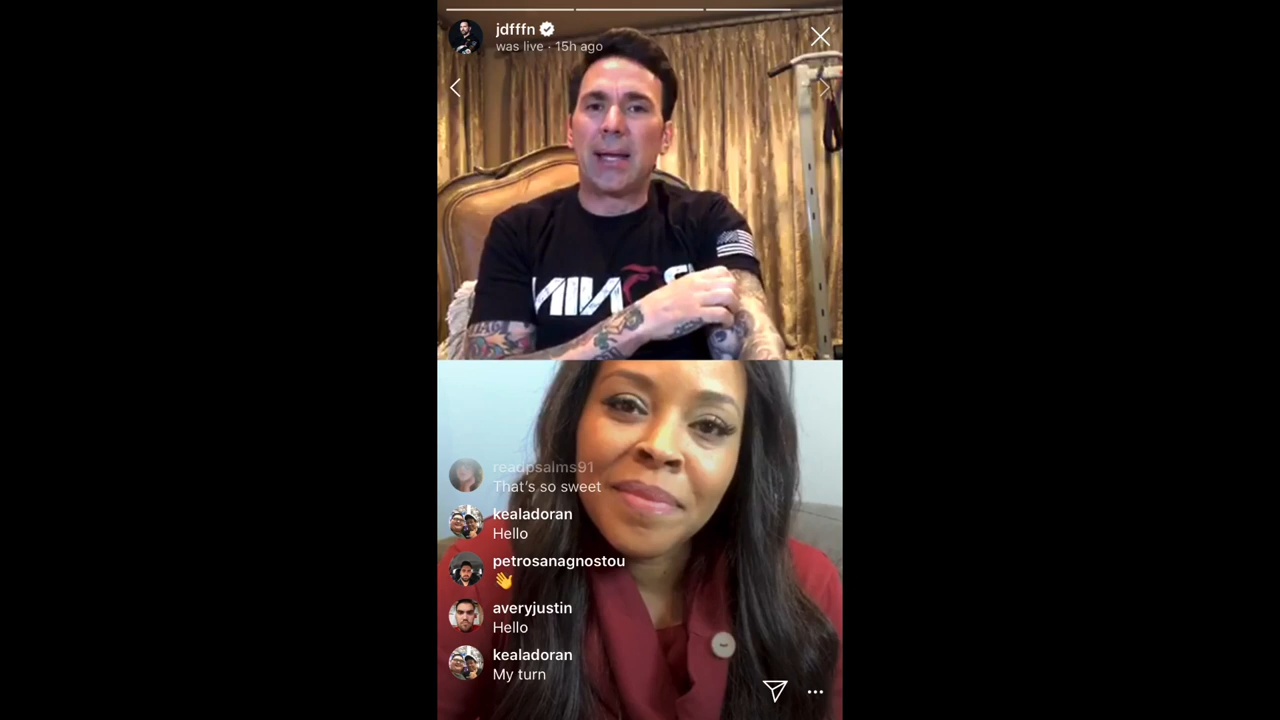 jdfffn
was live · 15h ago
readpsalms91
That's so sweet
kealadoran
Hello
petrosanagnostou
👋
averyjustin
Hello
kealadoran
My turn